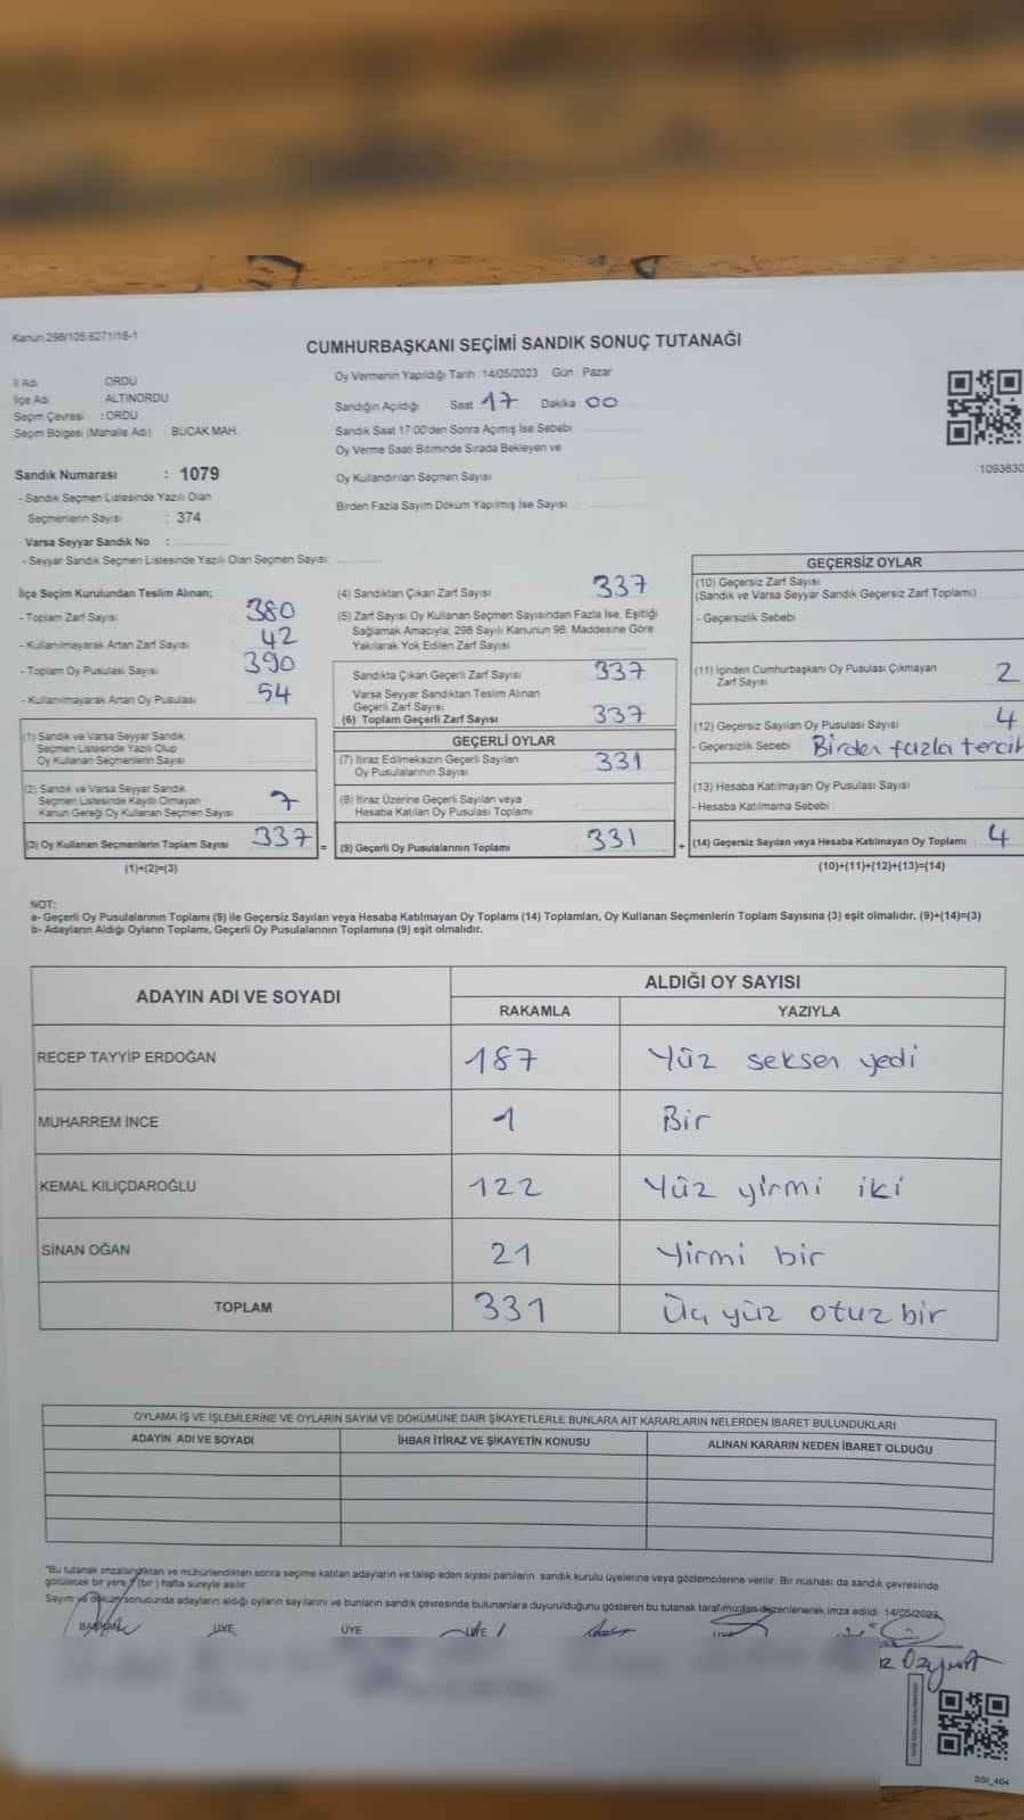 Kanun:298/105:6271/16-1
CUMHURBAŞKANI SEÇİMİ SANDIK SONUÇ TUTANAĞI
İl Adı ORDU
İlçe Adı ALTINORDU
Seçim Çevresi : ORDU
Seçim Bölgesi (Mahalle Adı) BUCAK MAH.
Sandık Numarası : 1079
- Sandık Seçmen Listesinde Yazılı Olan
Seçmenlerin Sayısı : 374
Varsa Seyyar Sandık No :
- Seyyar Sandık Seçmen Listesinde Yazılı Olan Seçmen Sayısı
Oy Vermenin Yapıldığı Tarih 14/05/2023 Gün Pazar
Sandığın Açıldığı Saat 17 Dakika 00
Sandık Saat 17:00'den Sonra Açılmış İse Sebebi
Oy Verme Saati Bitiminde Sırada Bekleyen ve
Oy Kullandırılan Seçmen Sayısı
Birden Fazla Sayım Döküm Yapılmış İse Sayısı
1093830
İlçe Seçim Kurulundan Teslim Alınan;
- Toplam Zarf Sayısı 380
- Kullanılmayarak Artan Zarf Sayısı 42
- Toplam Oy Pusulası Sayısı 390
- Kullanılmayarak Artan Oy Pusulası 54
(1) Sandık ve Varsa Seyyar Sandık
Seçmen Listesinde Yazılı Olup
Oy Kullanan Seçmenlerin Sayısı
(2) Sandık ve Varsa Seyyar Sandık
Seçmen Listesinde Kayıtlı Olmayan
Kanun Gereği Oy Kullanan Seçmen Sayısı 7
(3) Oy Kullanan Seçmenlerin Toplam Sayısı 337 =
(1)+(2)=(3)
(4) Sandıktan Çıkan Zarf Sayısı 337
(5) Zarf Sayısı Oy Kullanan Seçmen Sayısından Fazla İse, Eşitliği
Sağlamak Amacıyla, 298 Sayılı Kanunun 98. Maddesine Göre
Yakılarak Yok Edilen Zarf Sayısı
Sandıkta Çıkan Geçerli Zarf Sayısı 337
Varsa Seyyar Sandıktan Teslim Alınan
Geçerli Zarf Sayısı
(6) Toplam Geçerli Zarf Sayısı 337
GEÇERLİ OYLAR
(7) İtiraz Edilmeksizin Geçerli Sayılan
Oy Pusulalarının Sayısı 331
(8) İtiraz Üzerine Geçerli Sayılan veya
Hesaba Katılan Oy Pusulası Toplamı
(9) Geçerli Oy Pusulalarının Toplamı 331 +
GEÇERSİZ OYLAR
(10) Geçersiz Zarf Sayısı
(Sandık ve Varsa Seyyar Sandık Geçersiz Zarf Toplamı)
- Geçersizlik Sebebi
(11) İçinden Cumhurbaşkanı Oy Pusulası Çıkmayan
Zarf Sayısı 2
(12) Geçersiz Sayılan Oy Pusulası Sayısı 4
- Geçersizlik Sebebi Birden fazla tercih
(13) Hesaba Katılmayan Oy Pusulası Sayısı
- Hesaba Katılmama Sebebi
(14) Geçersiz Sayılan veya Hesaba Katılmayan Oy Toplamı 4
(10)+(11)+(12)+(13)=(14)
NOT:
a- Geçerli Oy Pusulalarının Toplamı (9) ile Geçersiz Sayılan veya Hesaba Katılmayan Oy Toplamı (14) Toplamları, Oy Kullanan Seçmenlerin Toplam Sayısına (3) eşit olmalıdır. (9)+(14)=(3)
b- Adayların Aldığı Oyların Toplamı, Geçerli Oy Pusulalarının Toplamına (9) eşit olmalıdır.
ADAYIN ADI VE SOYADI ALDIĞI OY SAYISI
RAKAMLA YAZIYLA
RECEP TAYYİP ERDOĞAN 187 Yüz seksen yedi
MUHARREM İNCE 1 Bir
KEMAL KILIÇDAROĞLU 122 Yüz yirmi iki
SİNAN OĞAN 21 Yirmi bir
TOPLAM 331 Üç yüz otuz bir
OYLAMA İŞ VE İŞLEMLERİNE VE OYLARIN SAYIM VE DÖKÜMÜNE DAİR ŞİKAYETLERLE BUNLARA AİT KARARLARIN NELERDEN İBARET BULUNDUKLARI
ADAYIN ADI VE SOYADI İHBAR İTİRAZ VE ŞİKAYETİN KONUSU ALINAN KARARIN NEDEN İBARET OLDUĞU
*Bu tutanak imzalandıktan ve mühürlendikten sonra seçime katılan adayların ve talep eden siyasi partilerin, sandık kurulu üyelerine veya gözlemcilerine verilir. Bir nüshası da sandık çevresinde
görülecek bir yere 1 (bir) hafta süreyle asılır.
Sayım ve döküm sonucunda adayların aldığı oyların sayılarını ve bunların sandık çevresinde bulunanlara duyurulduğunu gösteren bu tutanak tarafımızdan düzenlenerek imza edildi. 14/05/2023
BAŞKAN ÜYE ÜYE ÜYE
Özyurt